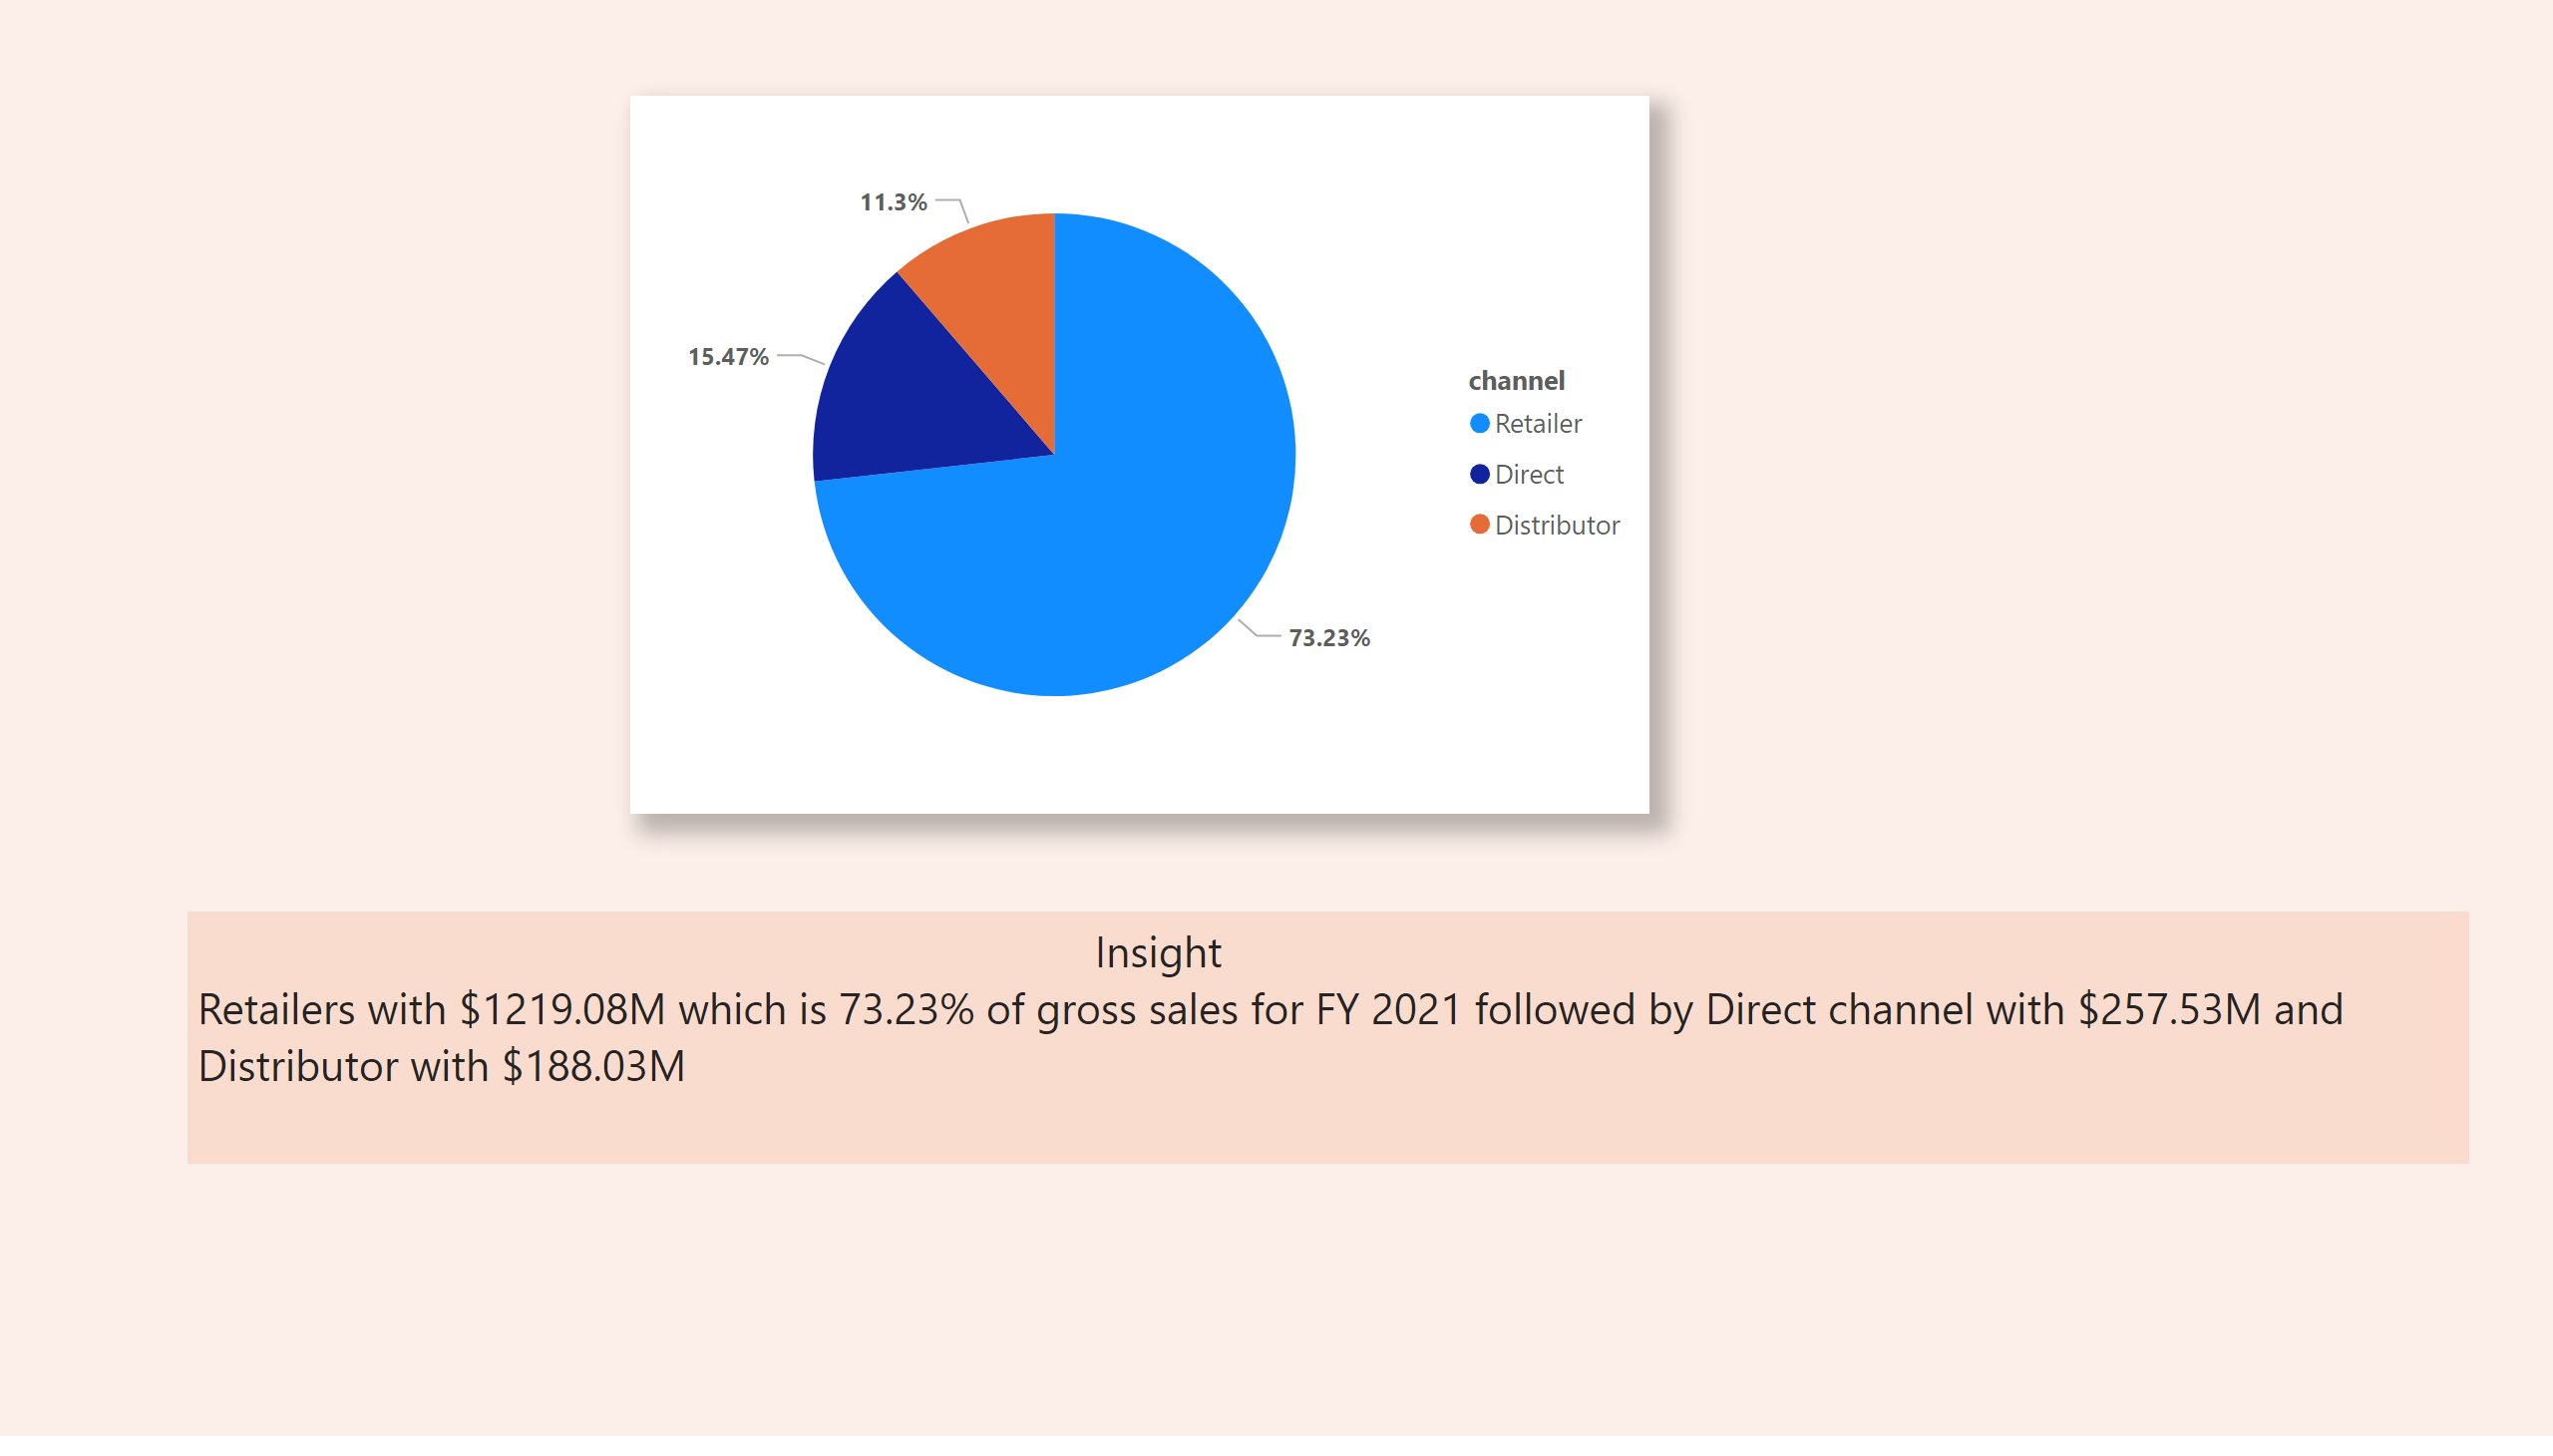 11.3%
15.47%
channel
Retailer
Direct
Distributor
73.23%
Insight
Retailers with $1219.08M which is 73.23% of gross sales for FY 2021 followed by Direct channel with $257.53M and
Distributor with $188.03M